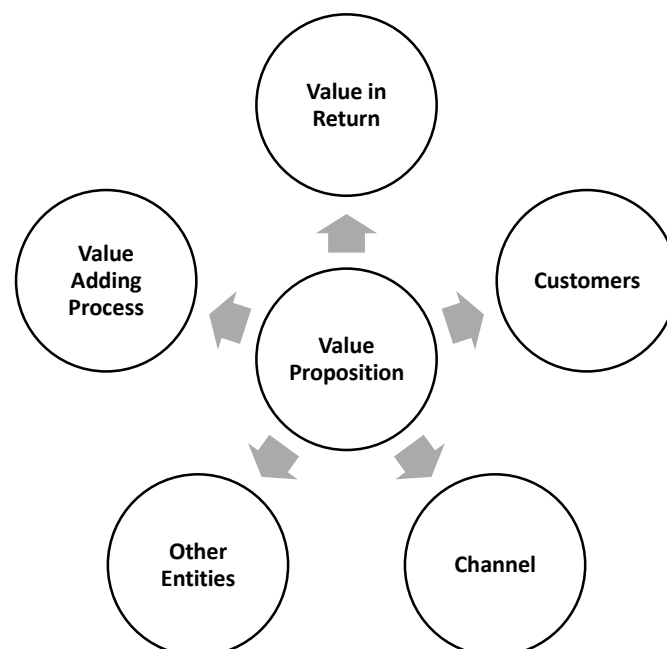 Value in
Return
Value
Adding
Process
Customers
Value
Proposition
Other
Entities
Channel